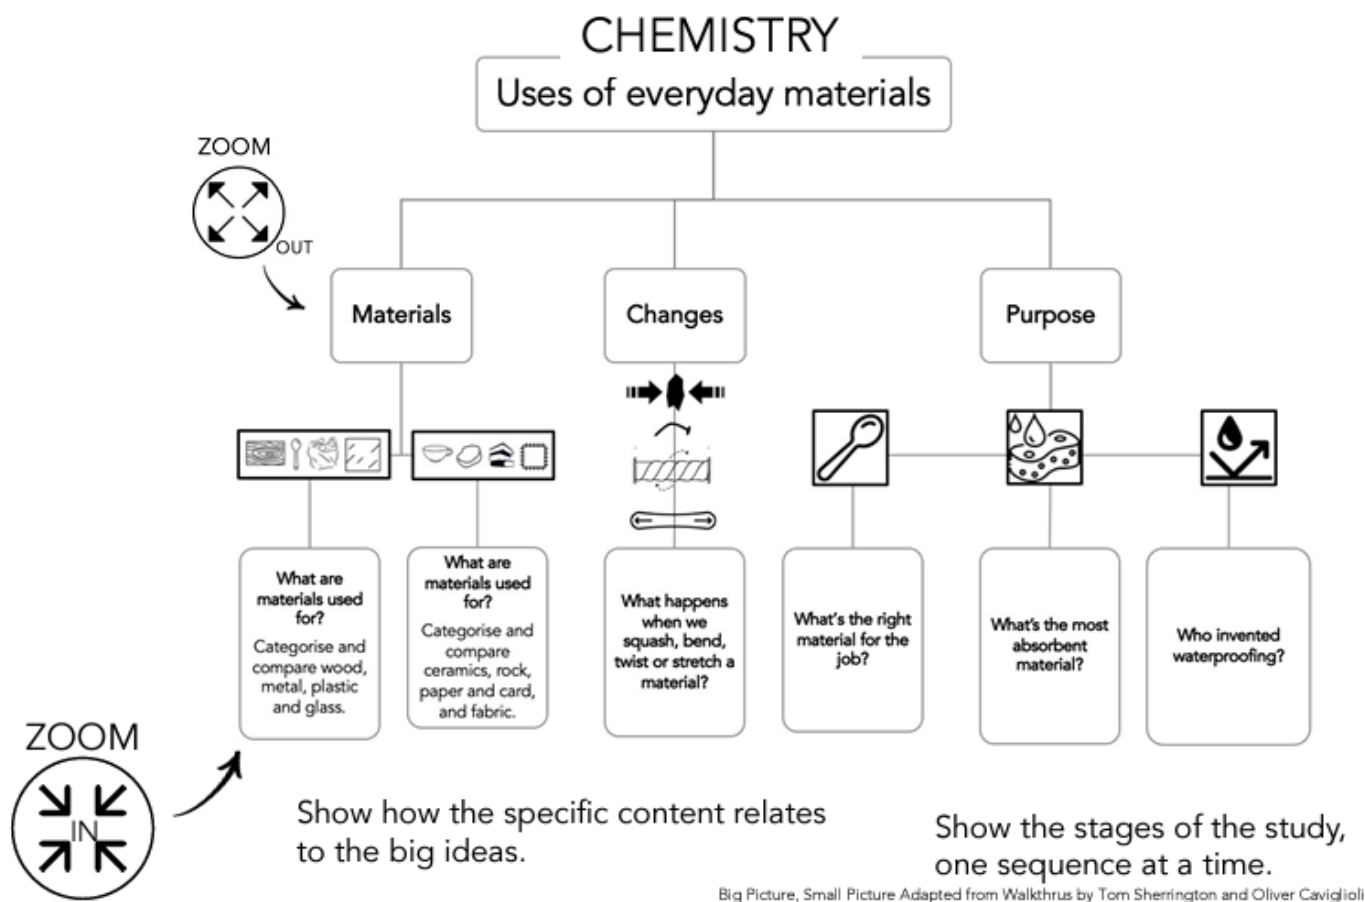 CHEMISTRY
Uses of everyday materials
ZOOM
OUT
Materials
Changes
Purpose
What are
materials used
for?
Categorise and
compare wood,
metal, plastic
and glass.
What are
materials used
for?
Categorise and
compare
ceramics, rock,
paper and card,
and fabric.
What happens
when we
squash, bend,
twist or stretch a
material?
What's the right
material for the
job?
What's the most
absorbent
material?
Who invented
waterproofing?
ZOOM
IN
Show how the specific content relates
to the big ideas.
Show the stages of the study,
one sequence at a time.
Big Picture, Small Picture Adapted from Walkthrus by Tom Sherrington and Oliver Caviglioli